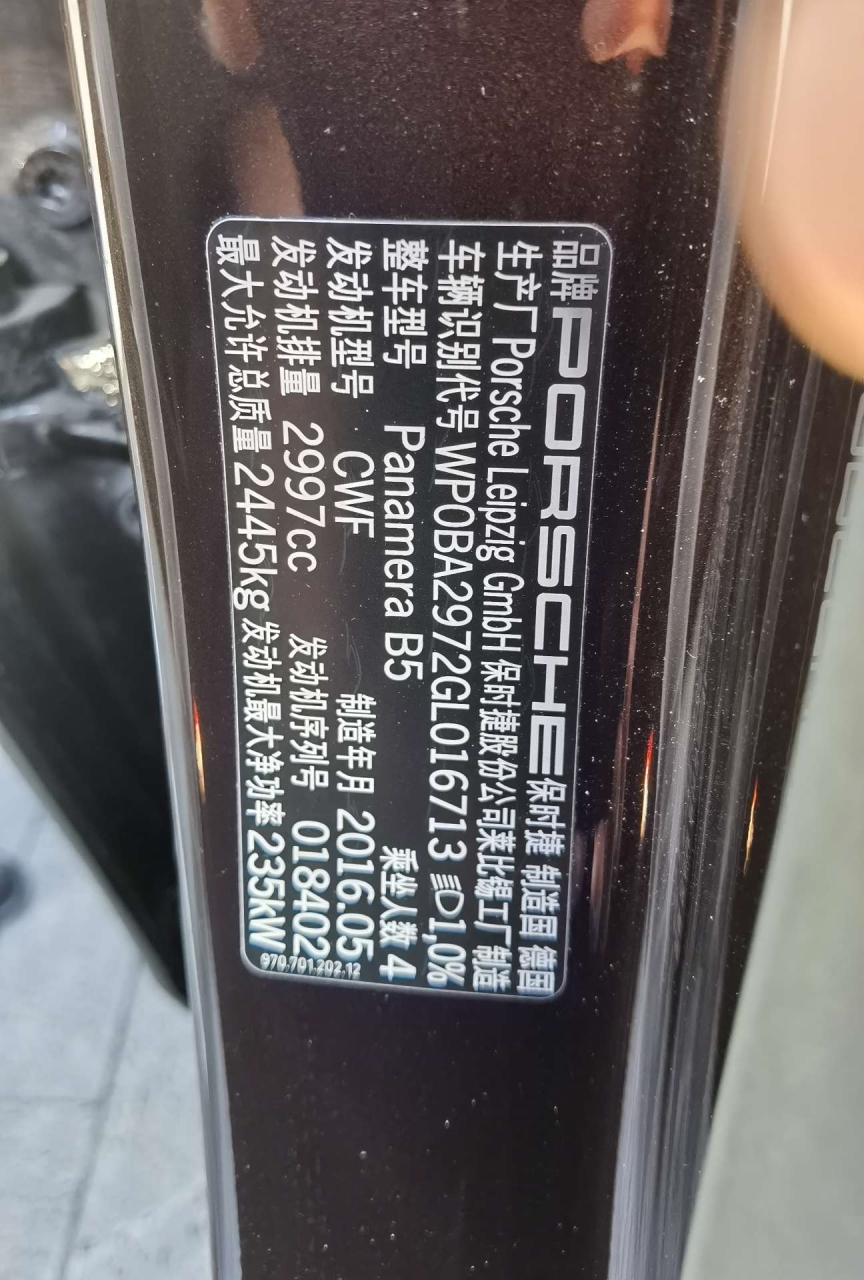 品牌 PORSCHE 保时捷 制造国 德国
生产厂 Porsche Leipzig GmbH 保时捷股份公司莱比锡工厂 制造
车辆识别代号 WP0BA2972GL016713 1,0%
整车型号 Panamera B5 乘坐人数 4
发动机型号 CWF 制造年月 2016.05
发动机排量 2997cc 发动机序列号 018402
最大允许总质量 2445kg 发动机最大净功率 235kW
970.701.202.12